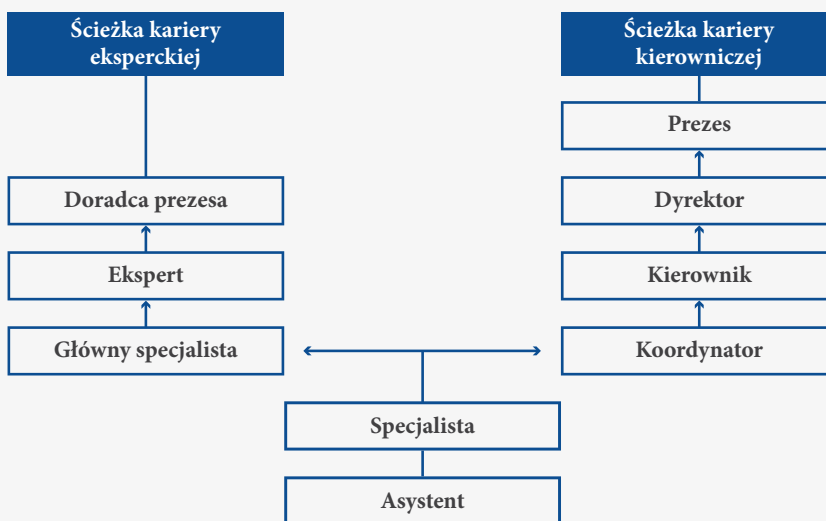 Ścieżka kariery
eksperckiej
Ścieżka kariery
kierowniczej
Prezes
Doradca prezesa
Dyrektor
Ekspert
Kierownik
Główny specjalista
Koordynator
Specjalista
Asystent